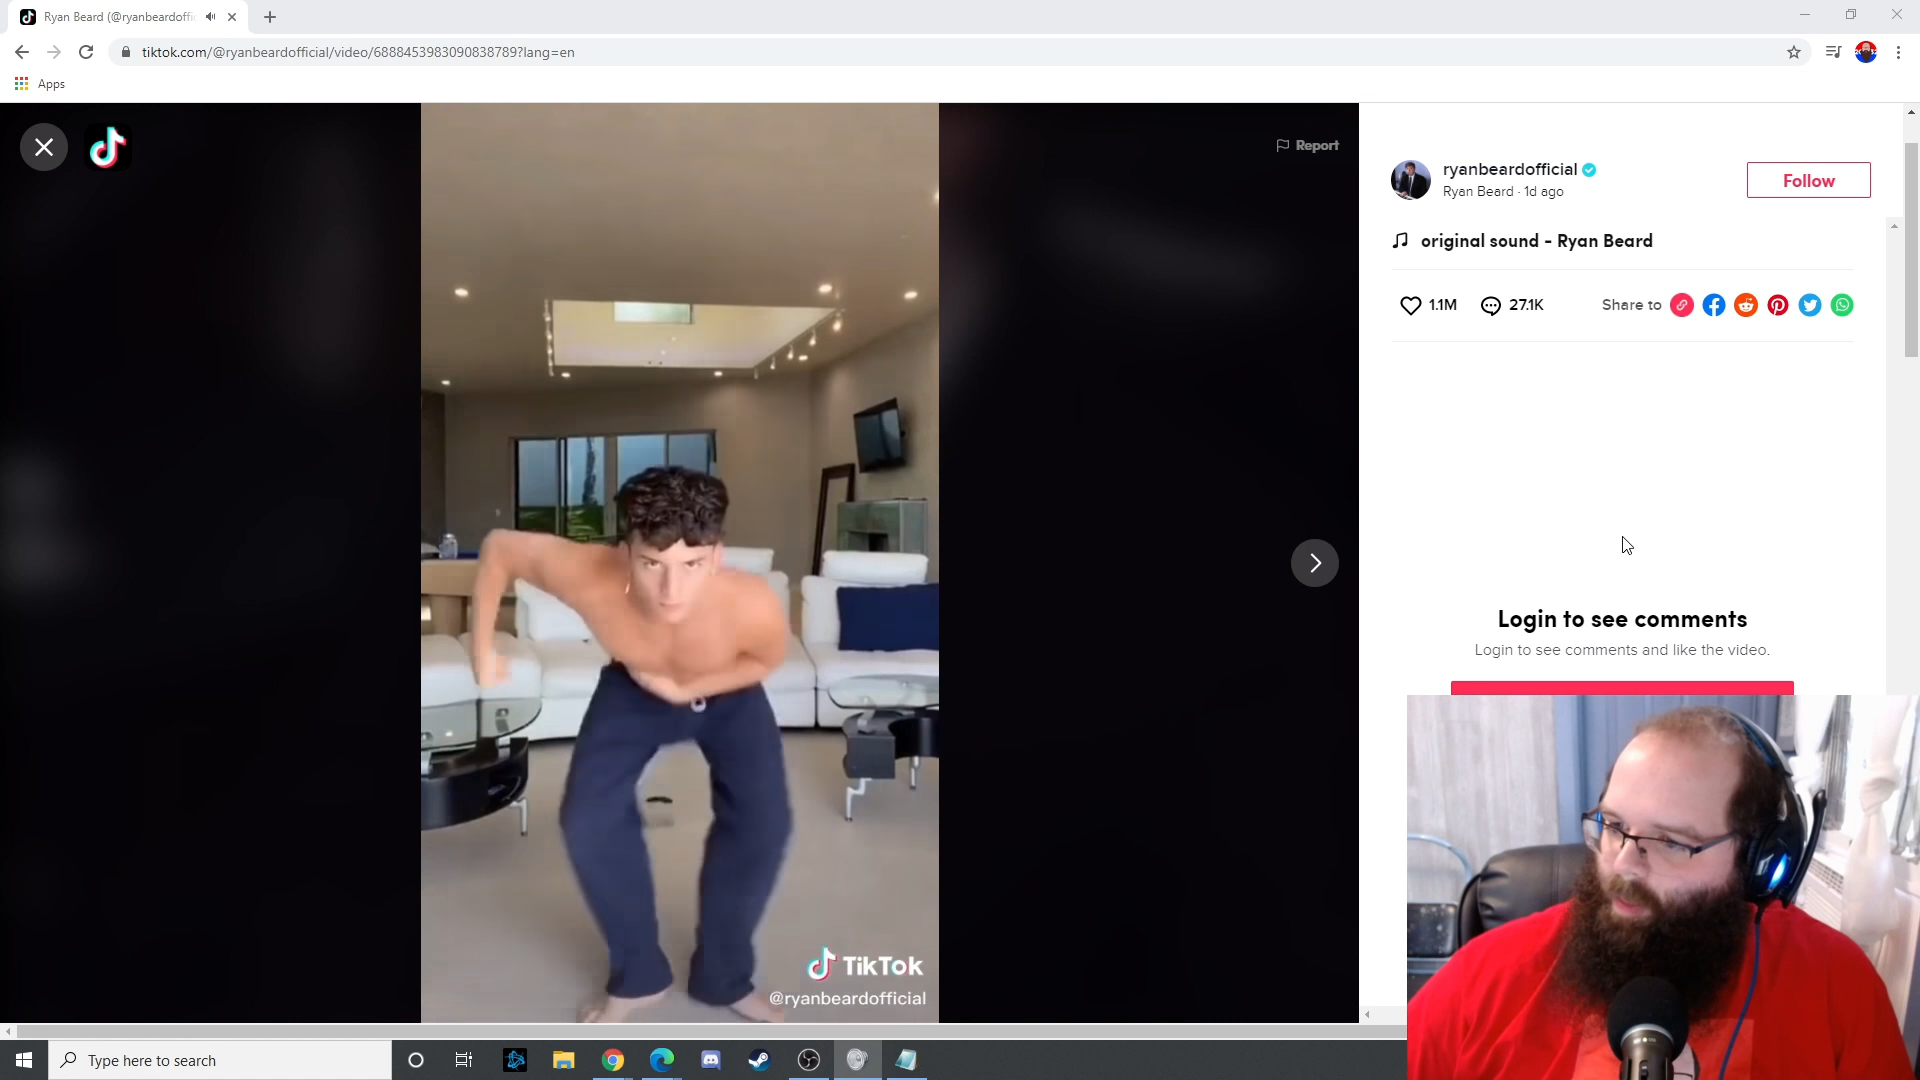 Ryan Beard (@ryanbeardoffic
tiktok.com/@ryanbeardofficial/video/6888453983090838789?lang=en
Apps
Report
ryanbeardofficial
Ryan Beard · 1d ago
Follow
original sound - Ryan Beard
1.1M
27.1K
Share to
Login to see comments
Login to see comments and like the video.
TikTok
@ryanbeardofficial
Type here to search